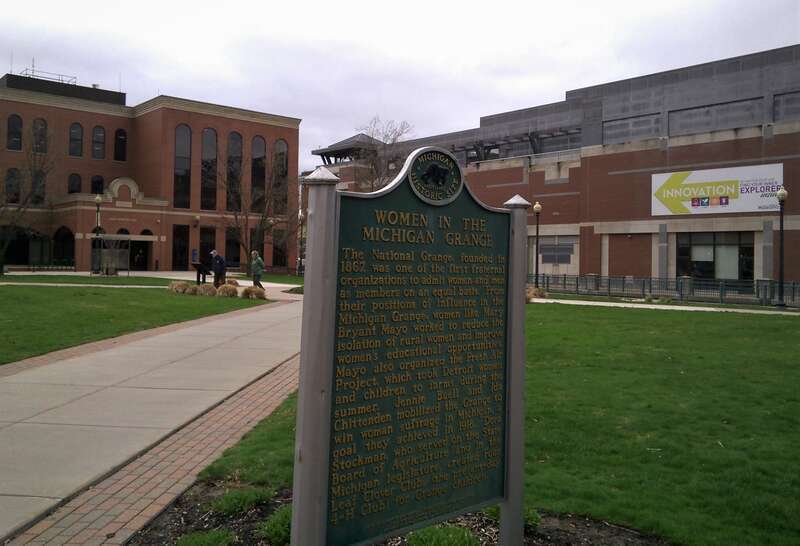 MICHIGAN
HISTORIC
WOMEN IN THE
MICHIGAN GRANGE
The National Grange, founded in
1867, was one of the first fraternal
organizations to admit women and men
as members on an equal basis. From
their positions of influence in the
Michigan Grange, women like Mary
Bryant Mayo worked to reduce the
isolation of rural women and improve
women's educational opportunities.
Mayo also organized the Fresh Air
Project, which took Detroit women
and children to farms during the
summer. Jennie Buell and Ida
Chittenden mobilized the Grange to
win woman suffrage in Michigan, a
goal they achieved in 1918. Dora
Stockman, who served on the State
Board of Agriculture and in the
Michigan legislature, created Four
Leaf Clover Clubs (later
4-H Club) for Grange children.
INNOVATION
EXPLORER